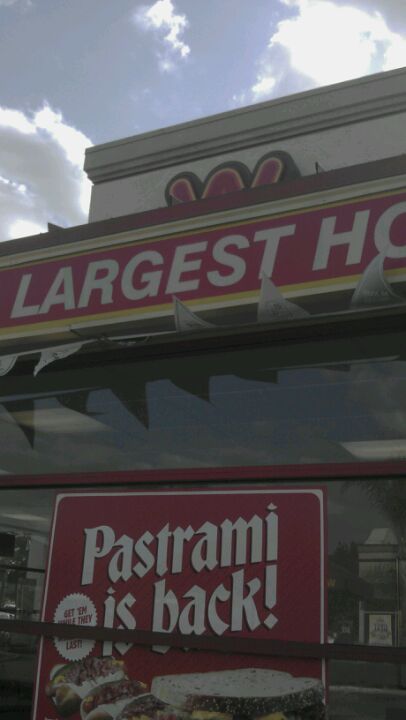 LARGEST HO
Pastrami
is back!
GET 'EM
WHILE THEY
LAST!